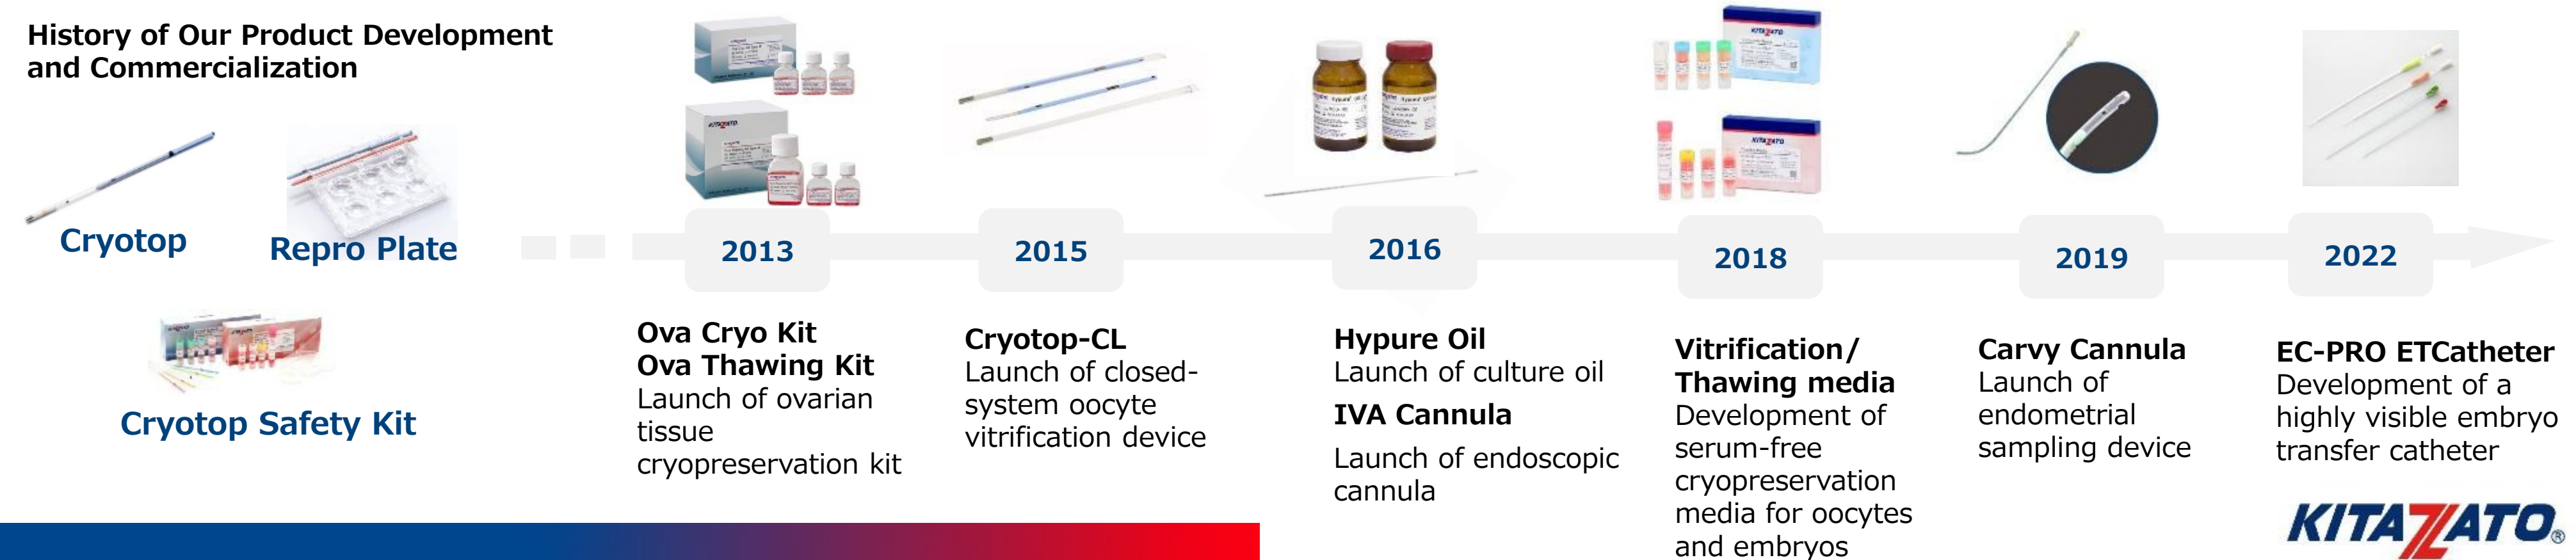 History of Our Product Development
and Commercialization
Cryotop
Repro Plate
Cryotop Safety Kit
2013
Ova Cryo Kit
Ova Thawing Kit
Launch of ovarian
tissue
cryopreservation kit
2015
Cryotop-CL
Launch of closed-
system oocyte
vitrification device
2016
Hypure Oil
Launch of culture oil
IVA Cannula
Launch of endoscopic
cannula
2018
Vitrification/
Thawing media
Development of
serum-free
cryopreservation
media for oocytes
and embryos
2019
Carvy Cannula
Launch of
endometrial
sampling device
2022
EC-PRO ETCatheter
Development of a
highly visible embryo
transfer catheter
KITAZATO
KITAZATO
KITAZATO
KITAZATO®